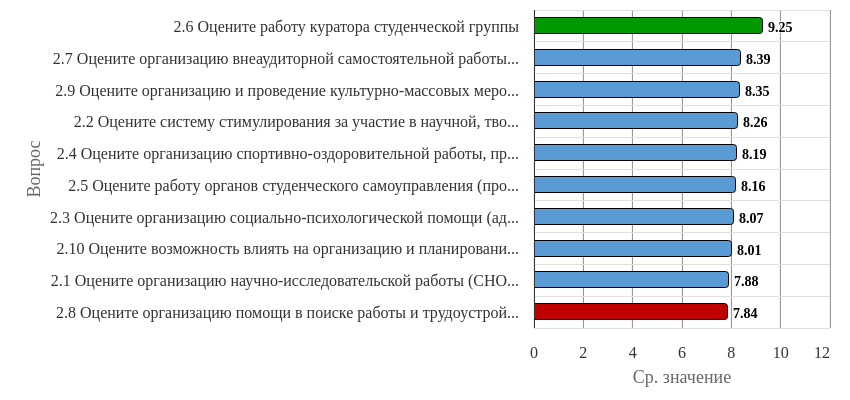 2.6 Оцените работу куратора студенческой группы
9.25
2.7 Оцените организацию внеаудиторной самостоятельной работы...
8.39
2.9 Оцените организацию и проведение культурно-массовых меро...
8.35
2.2 Оцените систему стимулирования за участие в научной, тво...
8.26
2.4 Оцените организацию спортивно-оздоровительной работы, пр...
8.19
2.5 Оцените работу органов студенческого самоуправления (про...
8.16
2.3 Оцените организацию социально-психологической помощи (ад...
8.07
2.10 Оцените возможность влиять на организацию и планировани...
8.01
2.1 Оцените организацию научно-исследовательской работы (СНО...
7.88
2.8 Оцените организацию помощи в поиске работы и трудоустрой...
7.84
Вопрос
0 2 4 6 8 10 12
Ср. значение